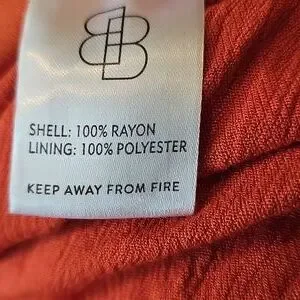 SHELL: 100% RAYON
LINING: 100% POLYESTER
KEEP AWAY FROM FIRE